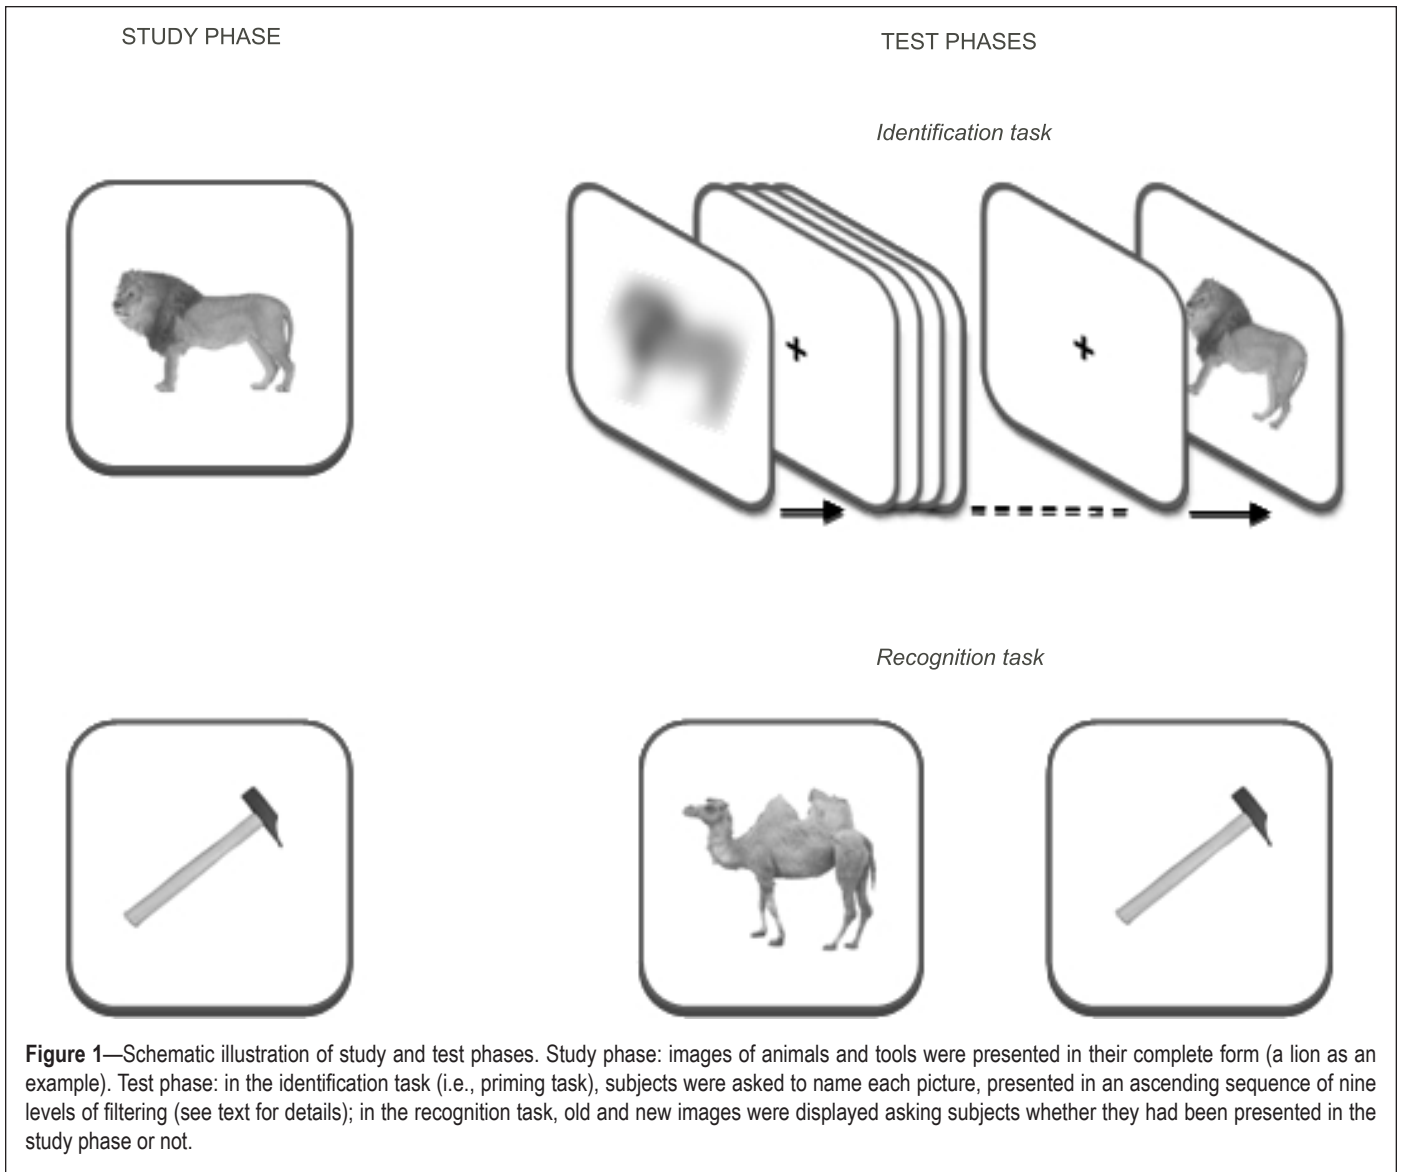 STUDY PHASE
TEST PHASES
Identification task
Recognition task
Figure 1—Schematic illustration of study and test phases. Study phase: images of animals and tools were presented in their complete form (a lion as an
example). Test phase: in the identification task (i.e., priming task), subjects were asked to name each picture, presented in an ascending sequence of nine
levels of filtering (see text for details); in the recognition task, old and new images were displayed asking subjects whether they had been presented in the
study phase or not.